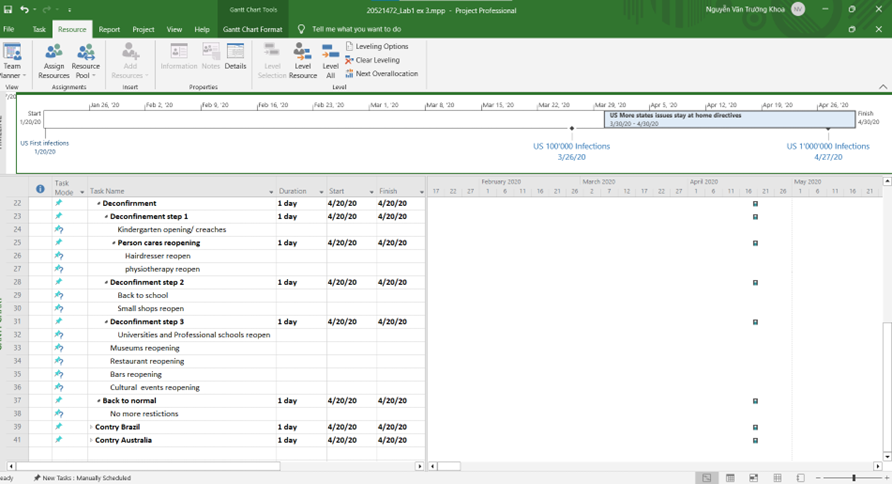 Gantt Chart Tools
20521472_Lab1 ex 3.mpp - Project Professional
Nguyễn Văn Trường Khoa NV
File Task Resource Report Project View Help Gantt Chart Format Tell me what you want to do
Team Planner
Assign Resources
Resource Pool
Add Resources
Information Notes Details
Level Selection
Level Resource
Level All
Leveling Options
Clear Leveling
Next Overallocation
View Assignments Insert Properties Level
Jan 26, '20 Feb 2, '20 Feb 9, '20 Feb 16, '20 Feb 23, '20 Mar 1, '20 Mar 8, '20 Mar 15, '20 Mar 22, '20 Mar 29, '20 Apr 5, '20 Apr 12, '20 Apr 19, '20 Apr 26, '20
Start
1/20/20
US More states issues stay at home directives
3/30/20 - 4/30/20
Finish
4/30/20
US First infections
1/20/20
US 100'000 Infections
3/26/20
US 1'000'000 Infections
4/27/20
Task Mode Task Name Duration Start Finish
February 2020 March 2020 April 2020 May 2020
17 22 27 1 6 11 16 21 26 2 7 12 17 22 27 1 6 11 16 21 26 1 6 11 16 21
22 Deconfirnment 1 day 4/20/20 4/20/20
23 Deconfinement step 1 1 day 4/20/20 4/20/20
24 Kindergarten opening/ creaches
25 Person cares reopening 1 day 4/20/20 4/20/20
26 Hairdresser reopen
27 physiotherapy reopen
28 Deconfinment step 2 1 day 4/20/20 4/20/20
29 Back to school
30 Small shops reopen
31 Deconfinment step 3 1 day 4/20/20 4/20/20
32 Universities and Professional schools reopen
33 Museums reopening
34 Restaurant reopening
35 Bars reopening
36 Cultural events reopening
37 Back to normal 1 day 4/20/20 4/20/20
38 No more restictions
39 Contry Brazil 1 day 4/20/20 4/20/20
41 Contry Australia 1 day 4/20/20 4/20/20
New Tasks : Manually Scheduled